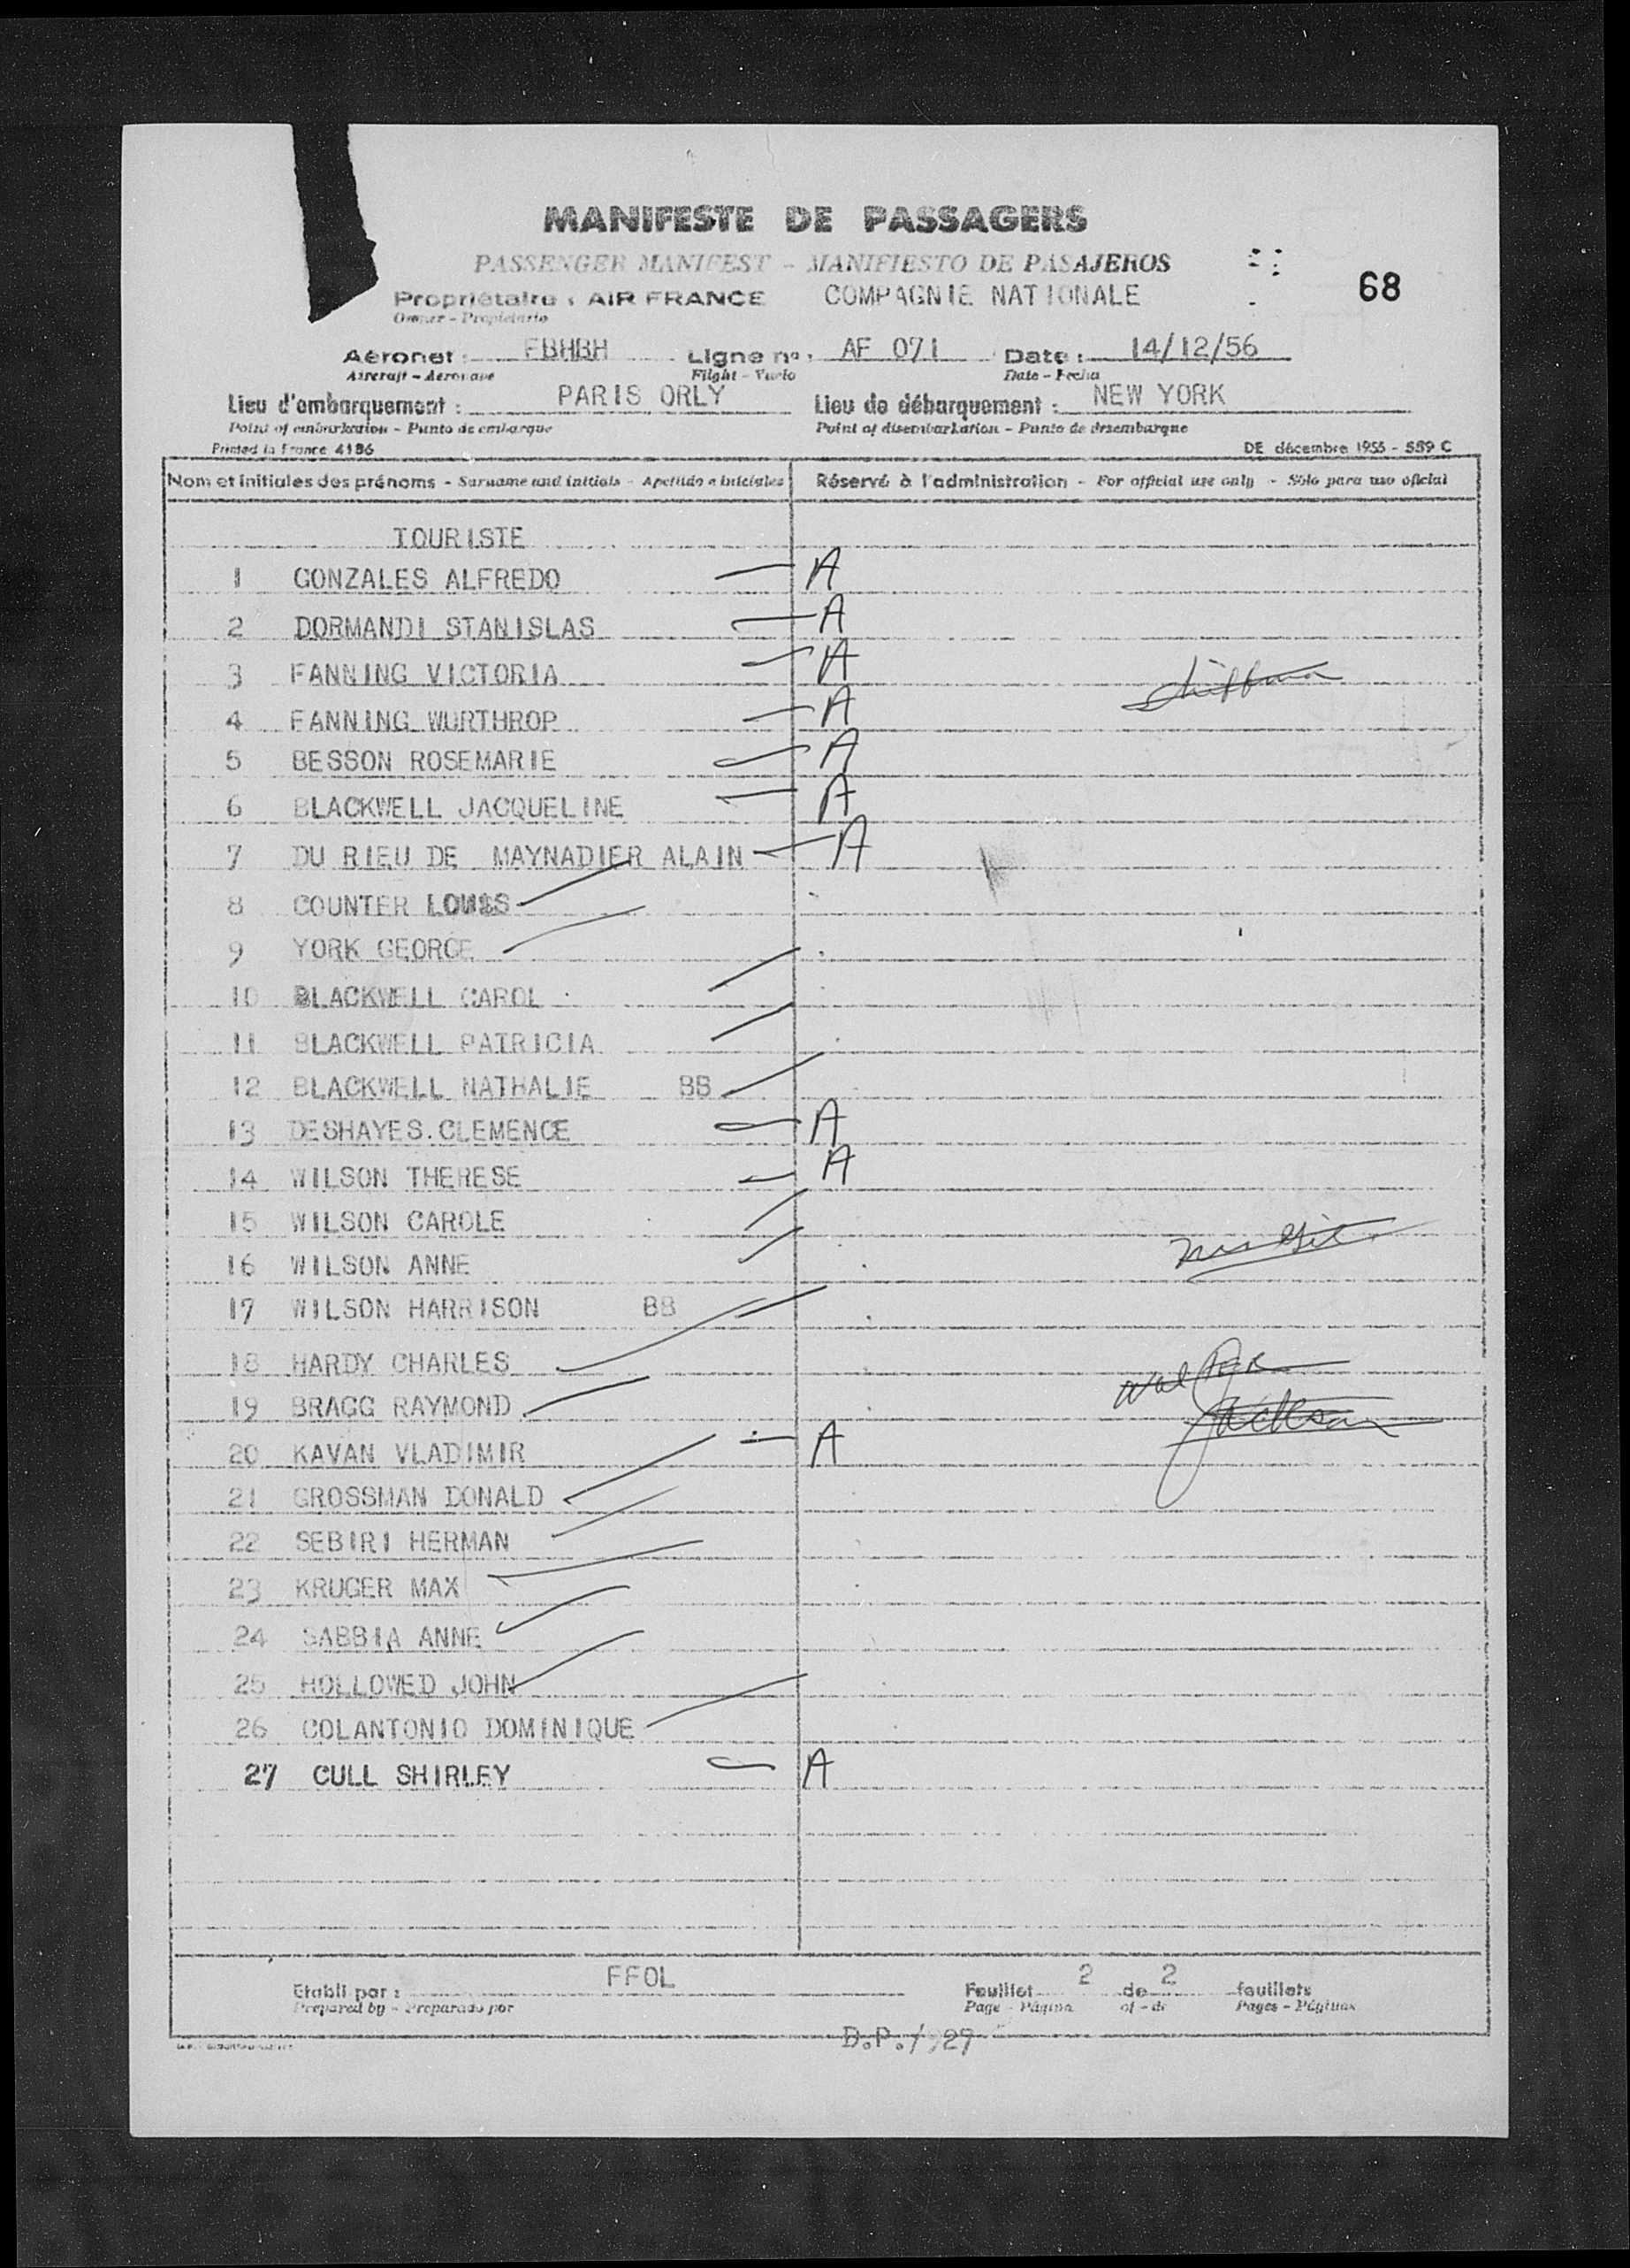 MANIFESTE DE PASSAGERS
PASSENGER MANIFEST - MANIFIESTO DE PASAJEROS
68
Propriétaire : AIR FRANCE COMPAGNIE NATIONALE
Owner - Propietario
Aéronef : FBHBH Ligne nº : AF 071 Date : 14/12/56
Aircraft - Aeronave Flight - Vuelo Date - Fecha
Lieu d'embarquement : PARIS ORLY Lieu de débarquement : NEW YORK
Point of embarkation - Punto de embarque Point of disembarkation - Punto de desembarque
Printed in France 4186 DE décembre 1955 - 559 C
Nom et initiales des prénoms - Surname and initials - Apellido e iniciales Réservé à l'administration - For official use only - Sólo para uso oficial
TOURISTE
1 GONZALES ALFREDO A
2 DORMANDI STANISLAS A
3 FANNING VICTORIA A
4 FANNING WURTHROP A
5 BESSON ROSEMARIE A
6 BLACKWELL JACQUELINE A
7 DU RIEU DE MAYNADIER ALAIN A
8 COUNTER
9 YORK GEORGE
10 BLACKWELL CAROL
11 BLACKWELL PATRICIA
12 BLACKWELL NATHALIE BB
13 DESHAYES.CLEMENCE A
14 WILSON THERESE A
15 WILSON CAROLE
16 WILSON ANNE
17 WILSON HARRISON BB
18 HARDY CHARLES
19 BRAGG RAYMOND
Jackson
20 KAVAN VLADIMIR A
21 GROSSMAN DONALD
22 SEBIRI HERMAN
23 KRUGER MAX
24 SABBIA ANNE
25 HOLLOWED JOHN
26 COLANTONIO DOMINIQUE
27 CULL SHIRLEY A
Etabli par : FFOL Feuillet 2 de 2 feuillets
Prepared by - Preparado por Page - Página of - de Pages - Páginas
D.P./ 27